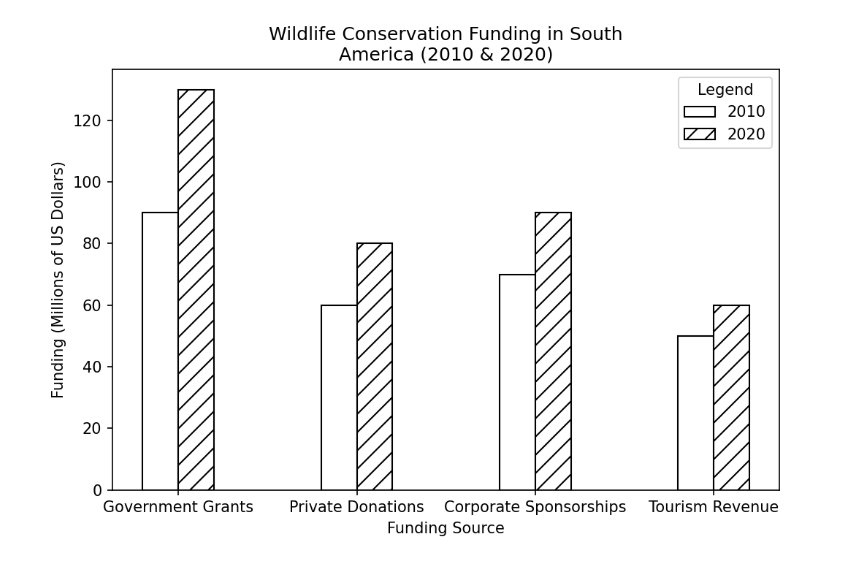 Wildlife Conservation Funding in South
America (2010 & 2020)
Legend
2010
2020
Funding (Millions of US Dollars)
120
100
80
60
40
20
0
Government Grants
Private Donations
Corporate Sponsorships
Tourism Revenue
Funding Source